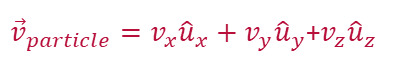 v⃗_particle = v_x û_x + v_y û_y+v_z û_z